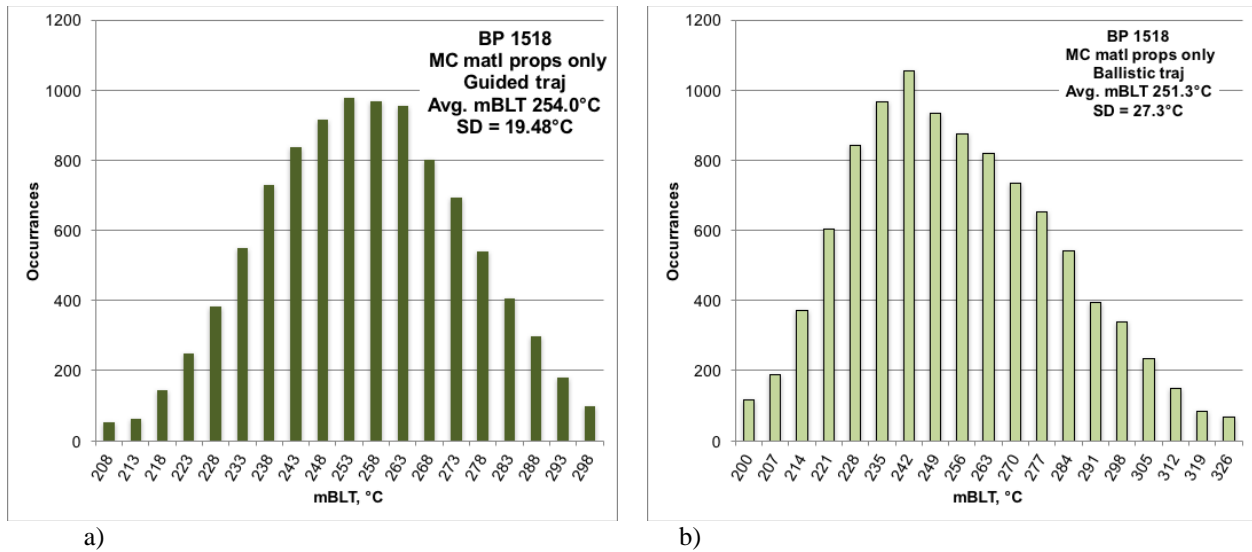 1200
1000
800
600
400
200
0
Occurrances
BP 1518
MC matl props only
Guided traj
Avg. mBLT 254.0°C
SD = 19.48°C
208 213 218 223 228 233 238 243 248 253 258 263 268 273 278 283 288 293 298
mBLT, °C
a)
1200
1000
800
600
400
200
0
Occurrances
BP 1518
MC matl props only
Ballistic traj
Avg. mBLT 251.3°C
SD = 27.3°C
200 207 214 221 228 235 242 249 256 263 270 277 284 291 298 305 312 319 326
mBLT, °C
b)